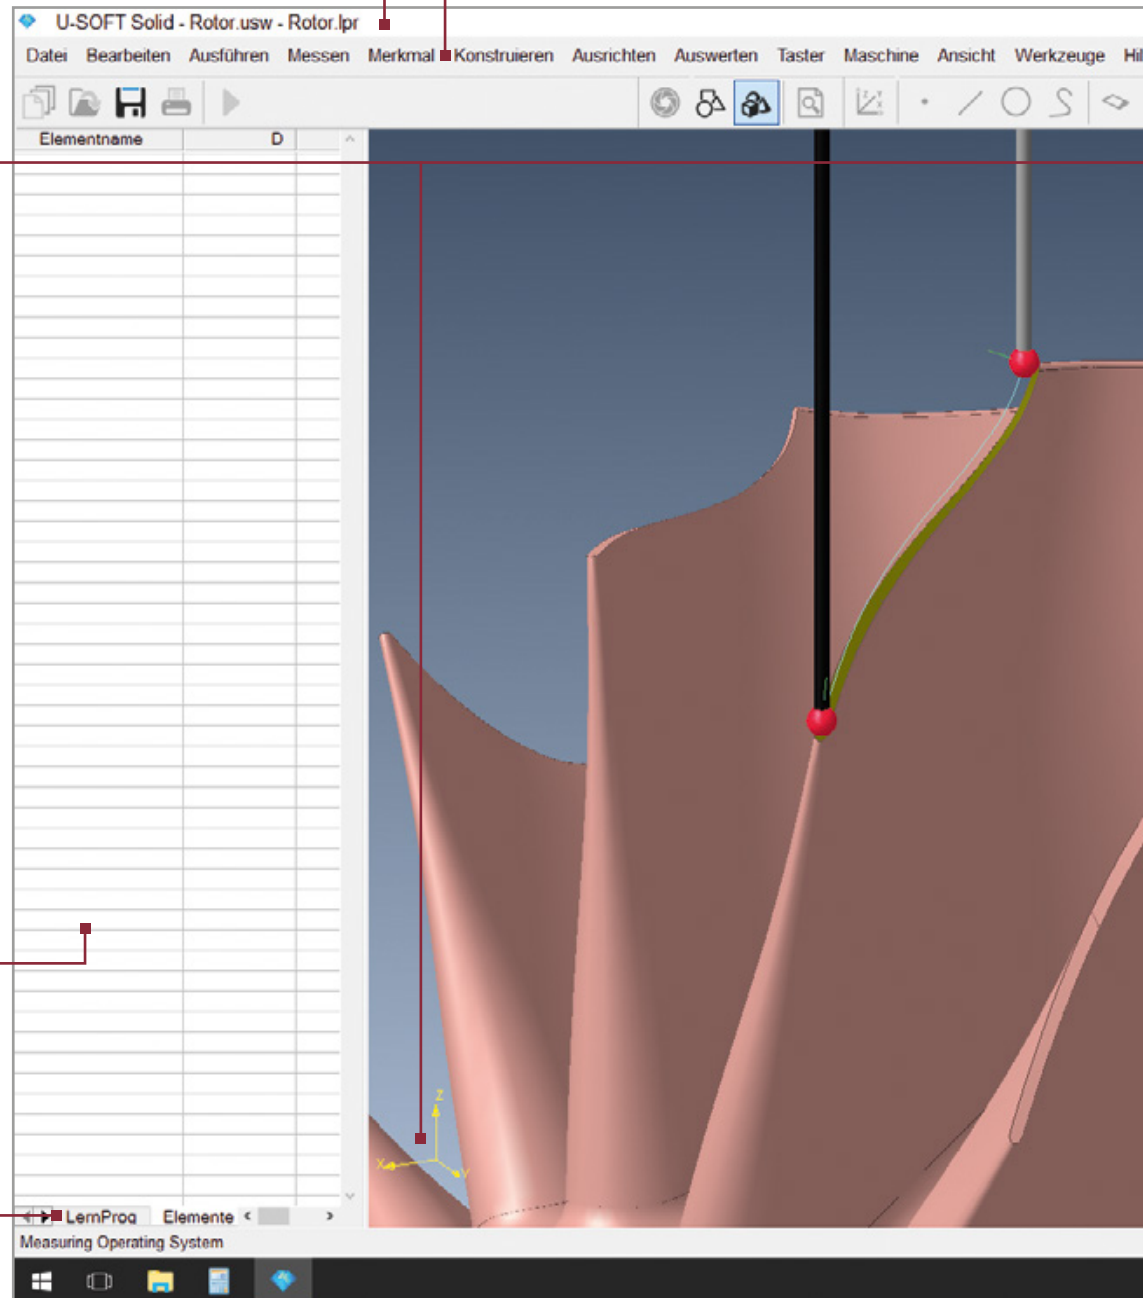 U-SOFT Solid - Rotor.usw - Rotor.lpr
Datei Bearbeiten Ausführen Messen Merkmal Konstruieren Ausrichten Auswerten Taster Maschine Ansicht Werkzeuge Hil
Elementname D
Z
X Y
LernProg Elemente
Measuring Operating System